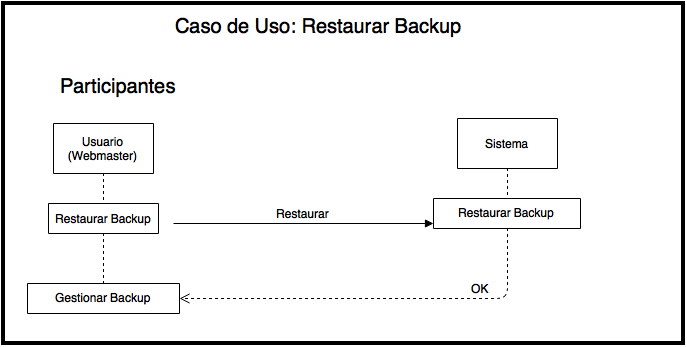 Caso de Uso: Restaurar Backup
Participantes
Usuario
(Webmaster)
Sistema
Restaurar Backup
Restaurar
Restaurar Backup
Gestionar Backup
OK